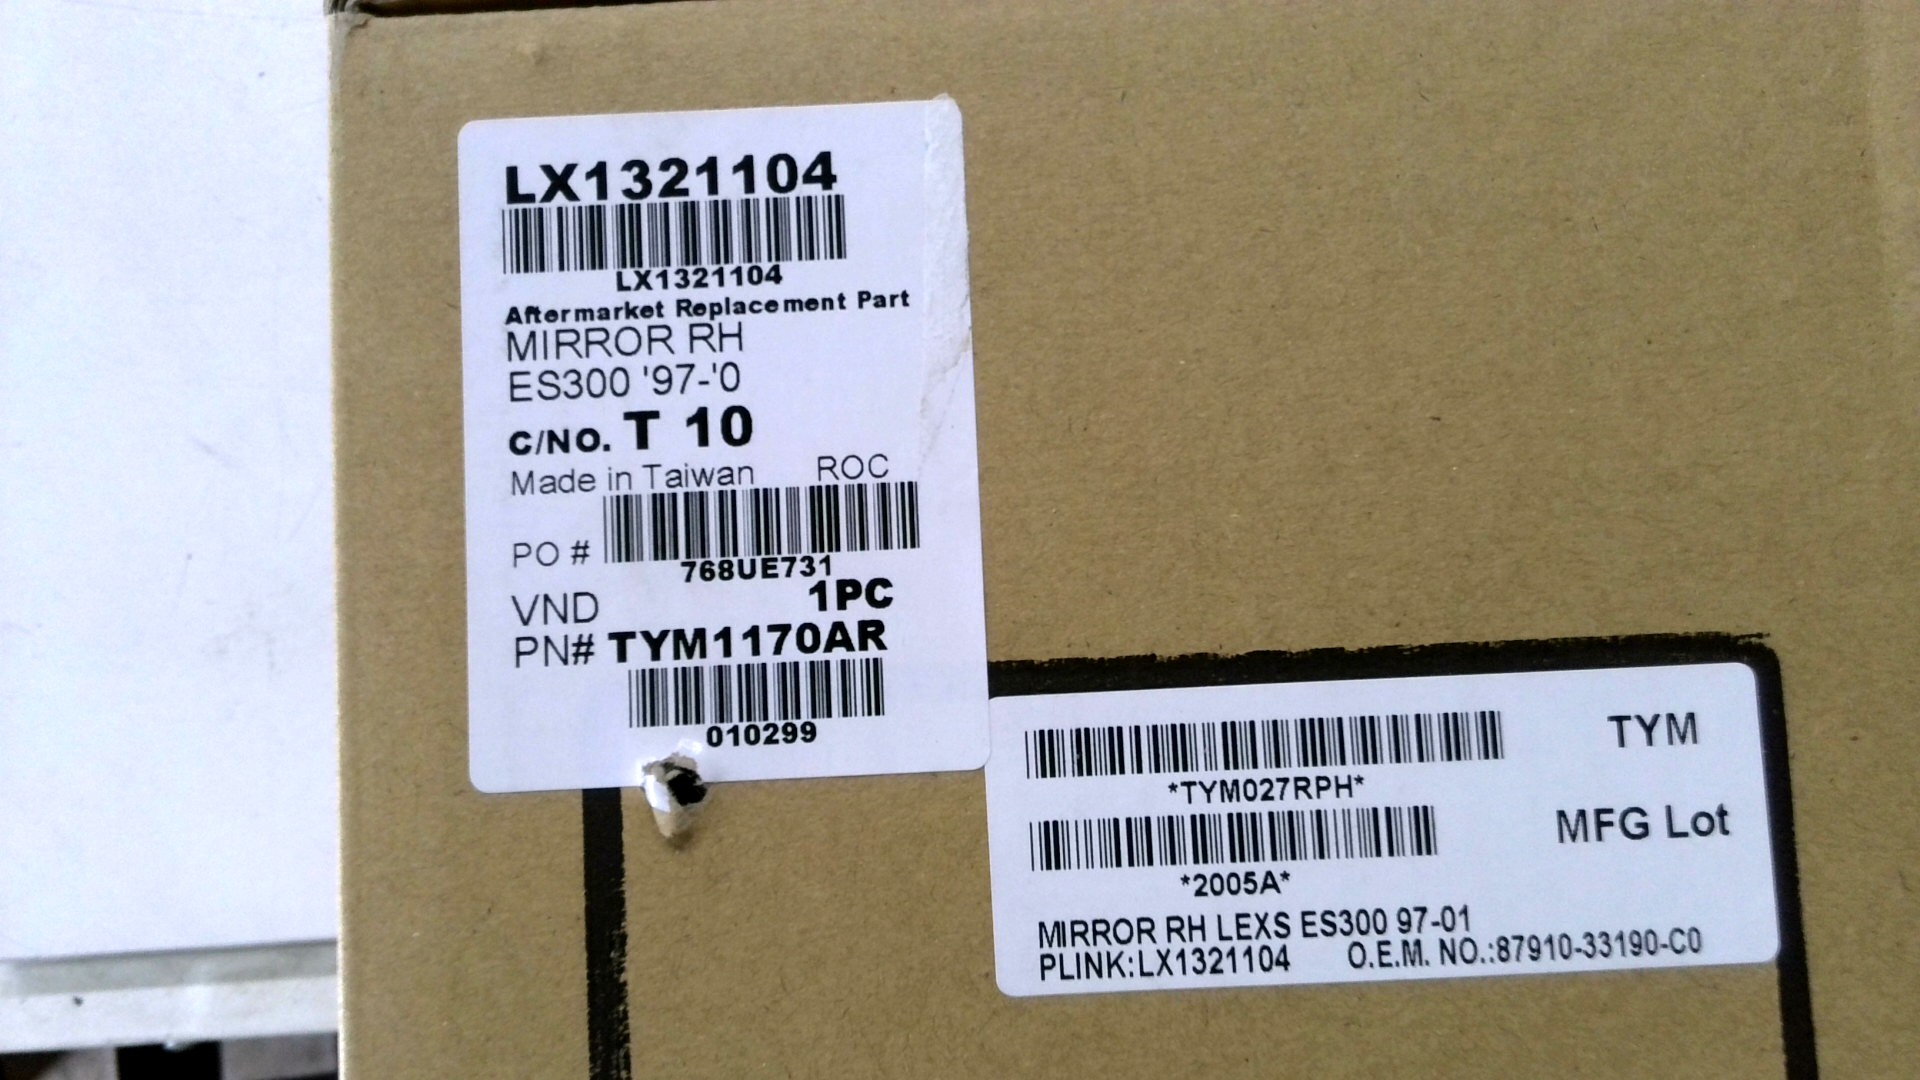 LX1321104
LX1321104
Aftermarket Replacement Part
MIRROR RH
ES300 '97-'0
C/NO. T 10
Made in Taiwan ROC
PO #
768UE731
VND 1PC
PN# TYM1170AR
010299
TYM
*TYM027RPH*
MFG Lot
*2005A*
MIRROR RH LEXS ES300 97-01
PLINK:LX1321104 O.E.M. NO.:87910-33190-C0